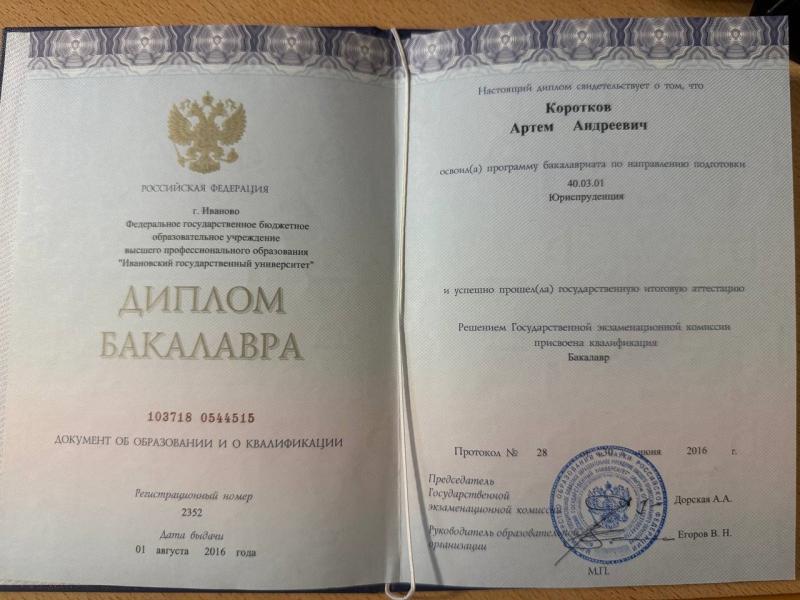 РОССИЙСКАЯ ФЕДЕРАЦИЯ
г. Иваново
Федеральное государственное бюджетное
образовательное учреждение
высшего профессионального образования
"Ивановский государственный университет"
ДИПЛОМ
БАКАЛАВРА
103718 0544515
ДОКУМЕНТ ОБ ОБРАЗОВАНИИ И О КВАЛИФИКАЦИИ
Регистрационный номер
2352
Дата выдачи
01 августа 2016 года
Настоящий диплом свидетельствует о том, что
Коротков
Артем Андреевич
освоил(а) программу бакалавриата по направлению подготовки
40.03.01
Юриспруденция
и успешно прошел(ла) государственную итоговую аттестацию
Решением Государственной экзаменационной комиссии
присвоена квалификация
Бакалавр
Протокол № 28 30 июня 2016 г.
Председатель
Государственной
экзаменационной комиссии Дорская А.А.
Руководитель образовательной
организации Егоров В. Н.
М.П.